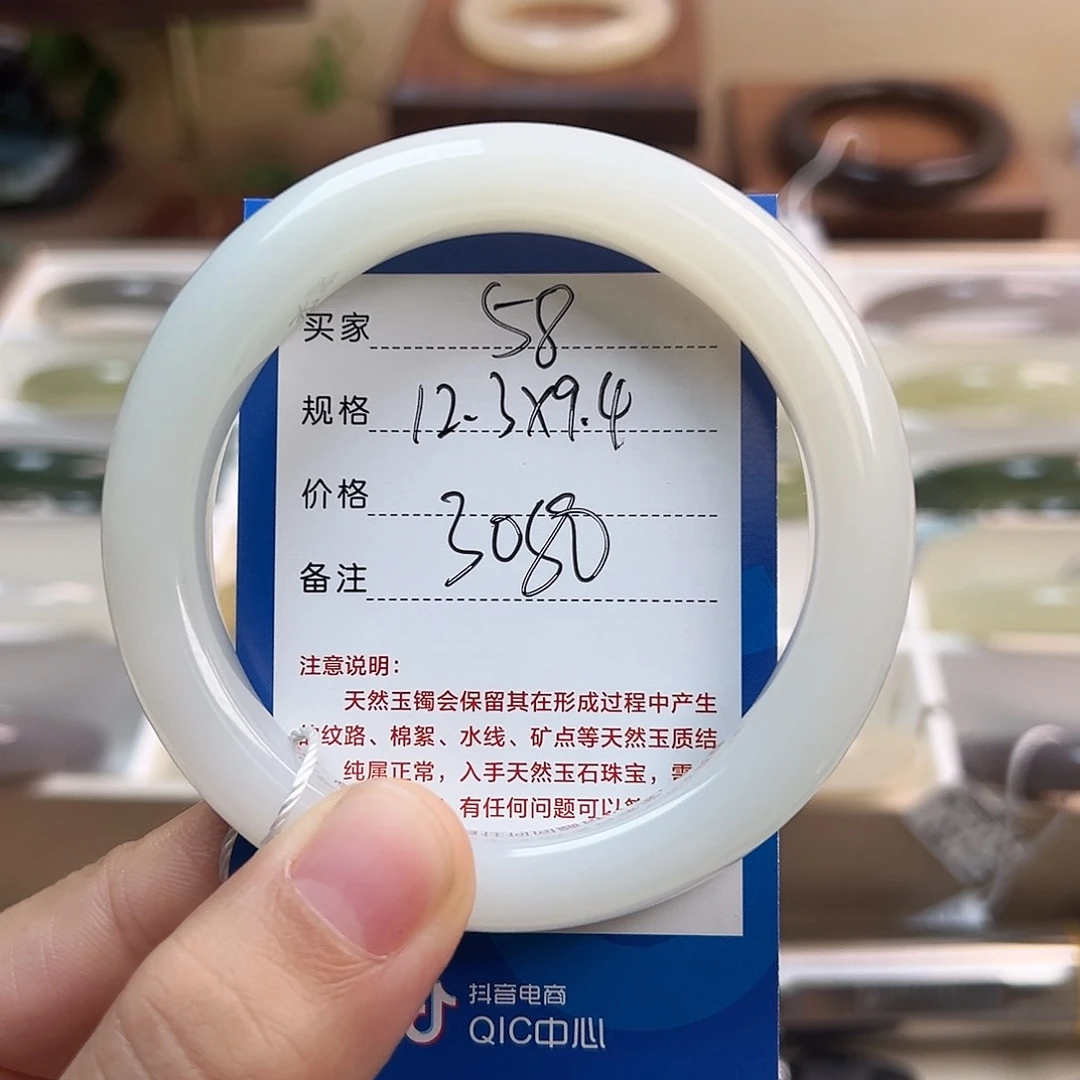 买家 58
规格 12.3×9.4
价格
备注 3080
注意说明:
天然玉镯会保留其在形成过程中产生
纹路、棉絮、水线、矿点等天然玉质结
纯属正常，入手天然玉石珠宝，需
有任何问题可以
抖音电商
QIC中心